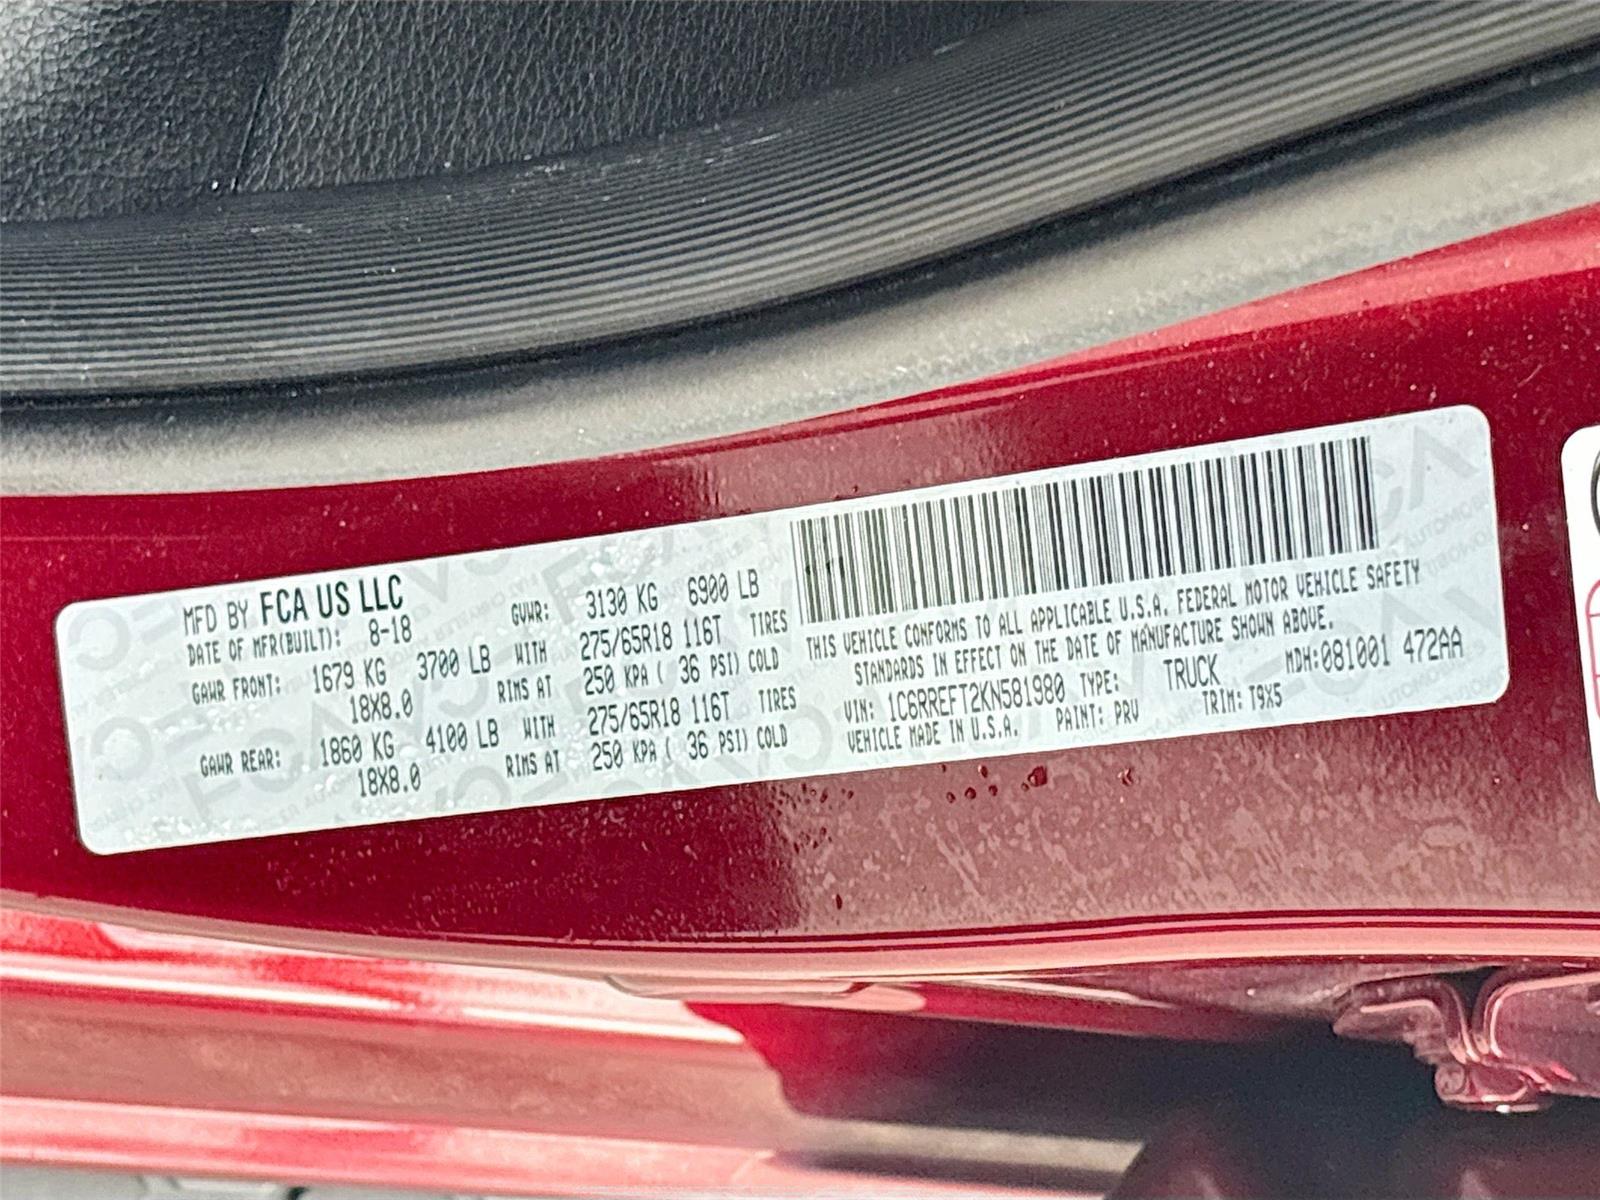 MFD BY FCA US LLC
DATE OF MFR(BUILT): 8-18 GVWR: 3130 KG 6900 LB
GAWR FRONT: 1679 KG 3700 LB WITH 275/65R18 116T TIRES
18X8.0 RIMS AT 250 KPA ( 36 PSI) COLD
GAWR REAR: 1860 KG 4100 LB WITH 275/65R18 116T TIRES
18X8.0 RIMS AT 250 KPA ( 36 PSI) COLD
THIS VEHICLE CONFORMS TO ALL APPLICABLE U.S.A. FEDERAL MOTOR VEHICLE SAFETY
STANDARDS IN EFFECT ON THE DATE OF MANUFACTURE SHOWN ABOVE.
VIN: 1C6RREFT2KN581980 TYPE: TRUCK MDH:081001 472AA
VEHICLE MADE IN U.S.A. PAINT: PRV TRIM: T9X5